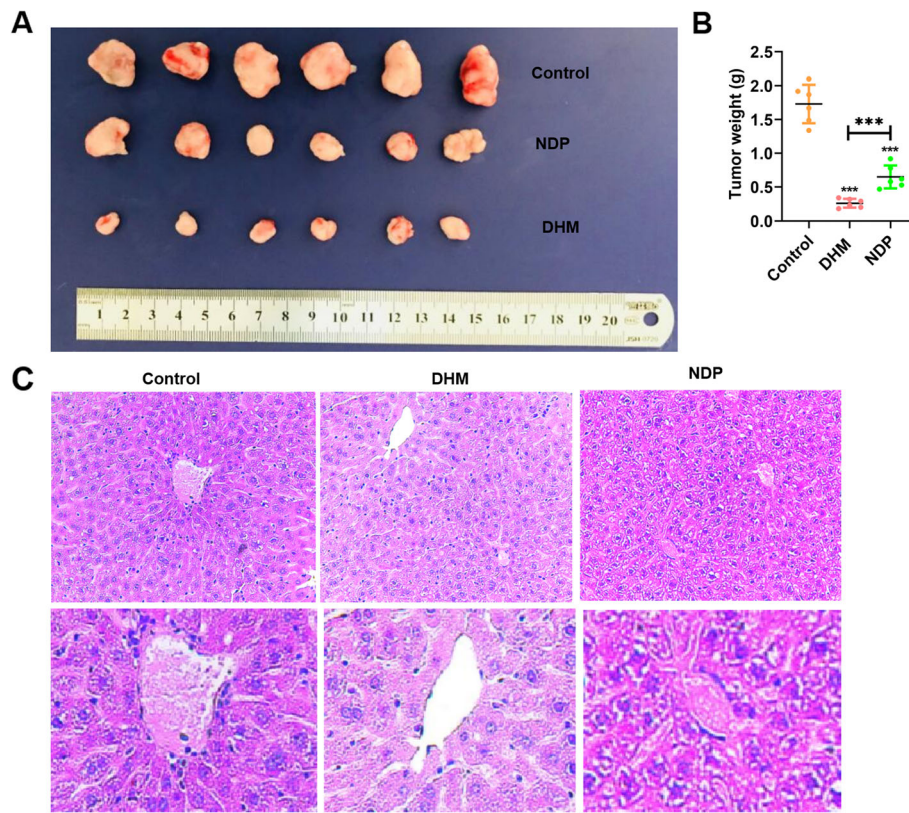 A
Control
NDP
DHM
1 2 3 4 5 6 7 8 9 10 11 12 13 14 15 16 17 18 19 20
B
Tumor weight (g)
2.5
2.0
1.5
1.0
0.5
0.0
***
***
***
Control
DHM
NDP
C
Control
DHM
NDP